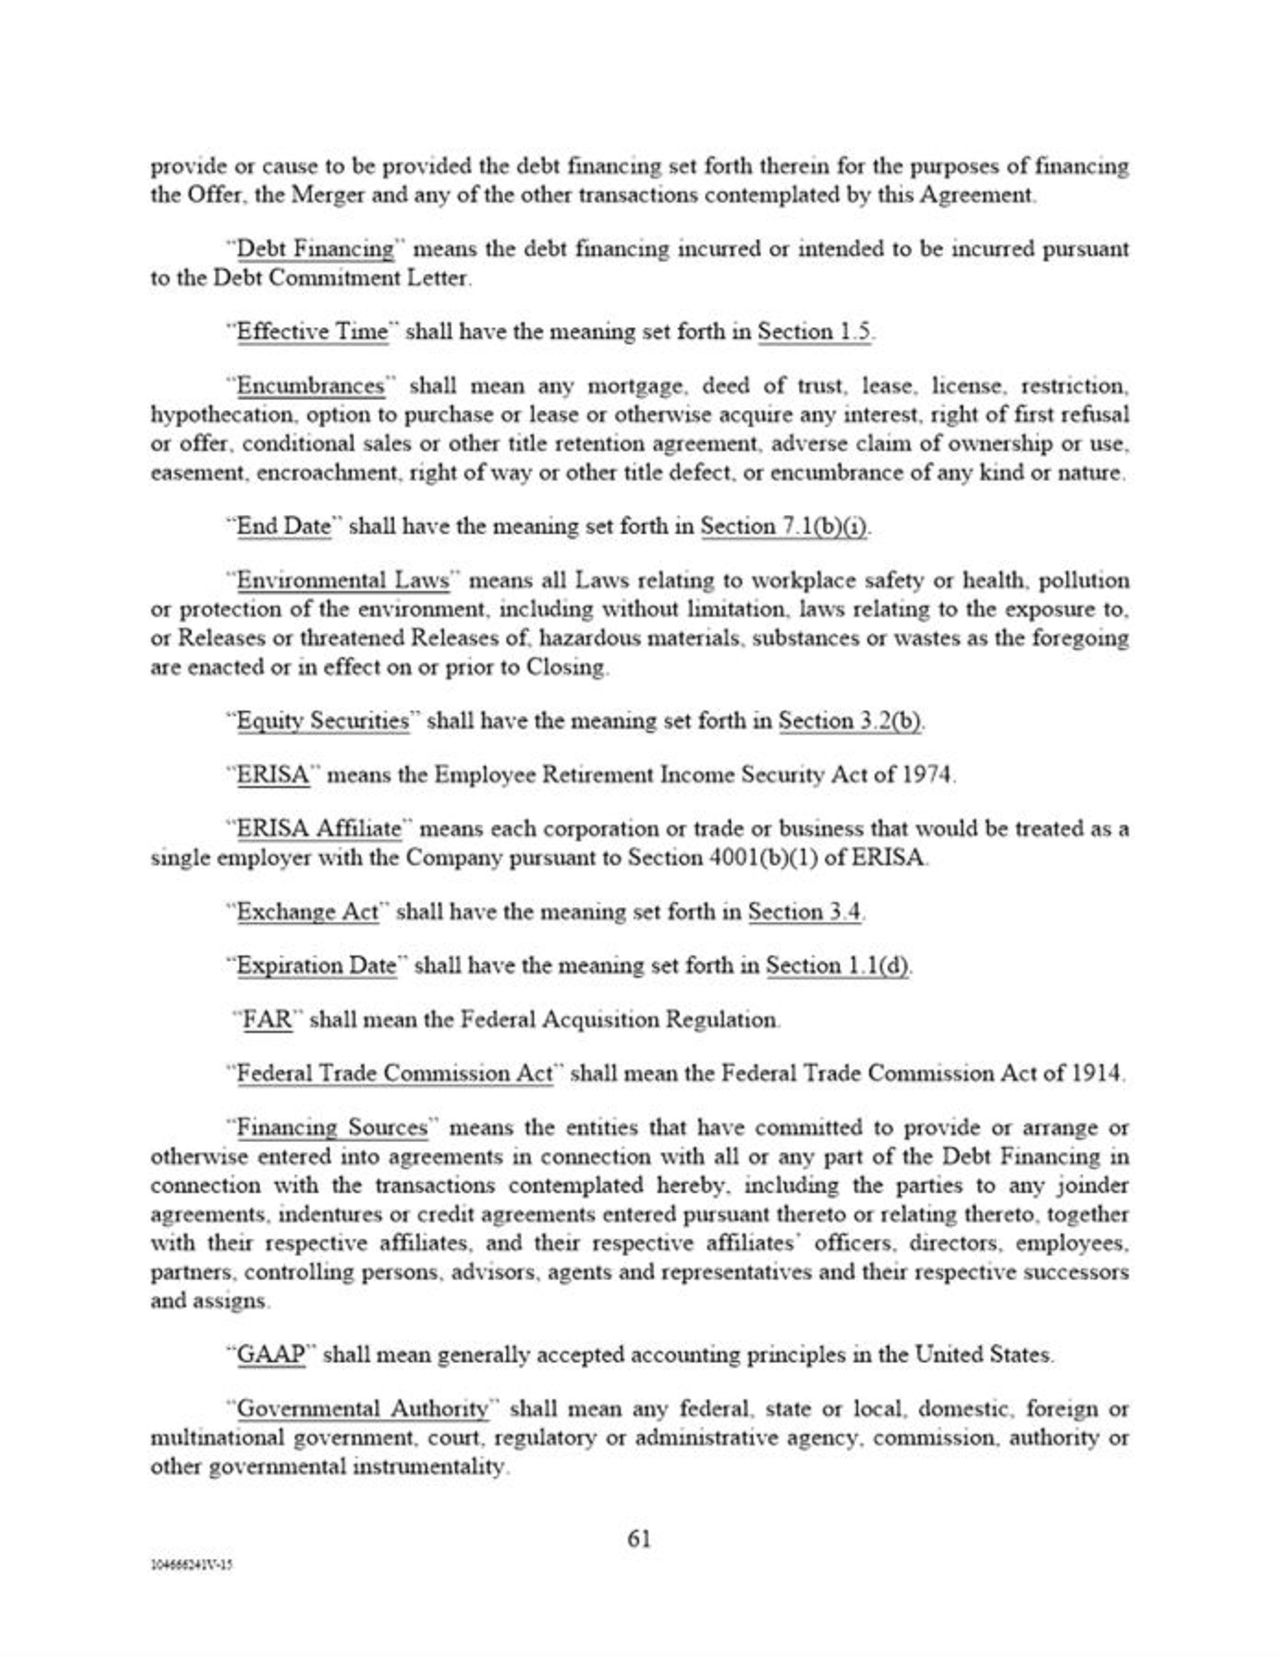 provide or cause to be provided the debt financing set forth therein for the purposes of financing
the Offer, the Merger and any of the other transactions contemplated by this Agreement.
"Debt Financing" means the debt financing incurred or intended to be incurred pursuant
to the Debt Commitment Letter.
"Effective Time" shall have the meaning set forth in Section 1.5.
"Encumbrances" shall mean any mortgage, deed of trust, lease, license, restriction,
hypothecation, option to purchase or lease or otherwise acquire any interest, right of first refusal
or offer, conditional sales or other title retention agreement, adverse claim of ownership or use,
easement, encroachment, right of way or other title defect, or encumbrance of any kind or nature.
"End Date" shall have the meaning set forth in Section 7.1(b)(i).
"Environmental Laws" means all Laws relating to workplace safety or health, pollution
or protection of the environment, including without limitation, laws relating to the exposure to,
or Releases or threatened Releases of, hazardous materials, substances or wastes as the foregoing
are enacted or in effect on or prior to Closing.
"Equity Securities" shall have the meaning set forth in Section 3.2(b).
"ERISA" means the Employee Retirement Income Security Act of 1974.
"ERISA Affiliate" means each corporation or trade or business that would be treated as a
single employer with the Company pursuant to Section 4001(b)(1) of ERISA.
"Exchange Act" shall have the meaning set forth in Section 3.4.
"Expiration Date" shall have the meaning set forth in Section 1.1(d).
"FAR" shall mean the Federal Acquisition Regulation.
"Federal Trade Commission Act" shall mean the Federal Trade Commission Act of 1914.
"Financing Sources" means the entities that have committed to provide or arrange or
otherwise entered into agreements in connection with all or any part of the Debt Financing in
connection with the transactions contemplated hereby, including the parties to any joinder
agreements, indentures or credit agreements entered pursuant thereto or relating thereto, together
with their respective affiliates, and their respective affiliates' officers, directors, employees,
partners, controlling persons, advisors, agents and representatives and their respective successors
and assigns.
"GAAP" shall mean generally accepted accounting principles in the United States.
"Governmental Authority" shall mean any federal, state or local, domestic, foreign or
multinational government, court, regulatory or administrative agency, commission, authority or
other governmental instrumentality.
61
104666241V-15